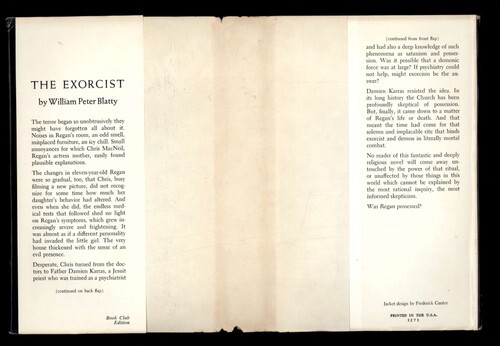 THE EXORCIST
by William Peter Blatty
The terror began so unobtrusively they
might have forgotten all about it.
Noises in Regan's room, an odd smell,
misplaced furniture, an icy chill. Small
annoyances for which Chris MacNeil,
Regan's actress mother, easily found
plausible explanations.
The changes in eleven-year-old Regan
were so gradual, too, that Chris, busy
filming a new picture, did not recog-
nize for some time how much her
daughter's behavior had altered. And
even when she did, the endless med-
ical tests that followed shed no light
on Regan's symptoms, which grew in-
creasingly severe and frightening. It
was almost as if a different personality
had invaded the little girl. The very
house thickened with the sense of an
evil presence.
Desperate, Chris turned from the doc-
tors to Father Damien Karras, a Jesuit
priest who was trained as a psychiatrist
(continued on back flap)
Book Club
Edition
(continued from front flap)
and had also a deep knowledge of such
phenomena as satanism and posses-
sion. Was it possible that a demonic
force was at large? If psychiatry could
not help, might exorcism be the an-
swer?
Damien Karras resisted the idea. In
its long history the Church has been
profoundly skeptical of possession.
But, finally, it came down to a matter
of Regan's life or death. And that
meant the time had come for that
solemn and implacable rite that binds
exorcist and demon in literally mortal
combat.
No reader of this fantastic and deeply
religious novel will come away un-
touched by the power of that ritual,
or unaffected by those things in this
world which cannot be explained by
the most rational inquiry, the most
informed skepticism.
Was Regan possessed?
Jacket design by Frederick Cantor
PRINTED IN THE U.S.A.